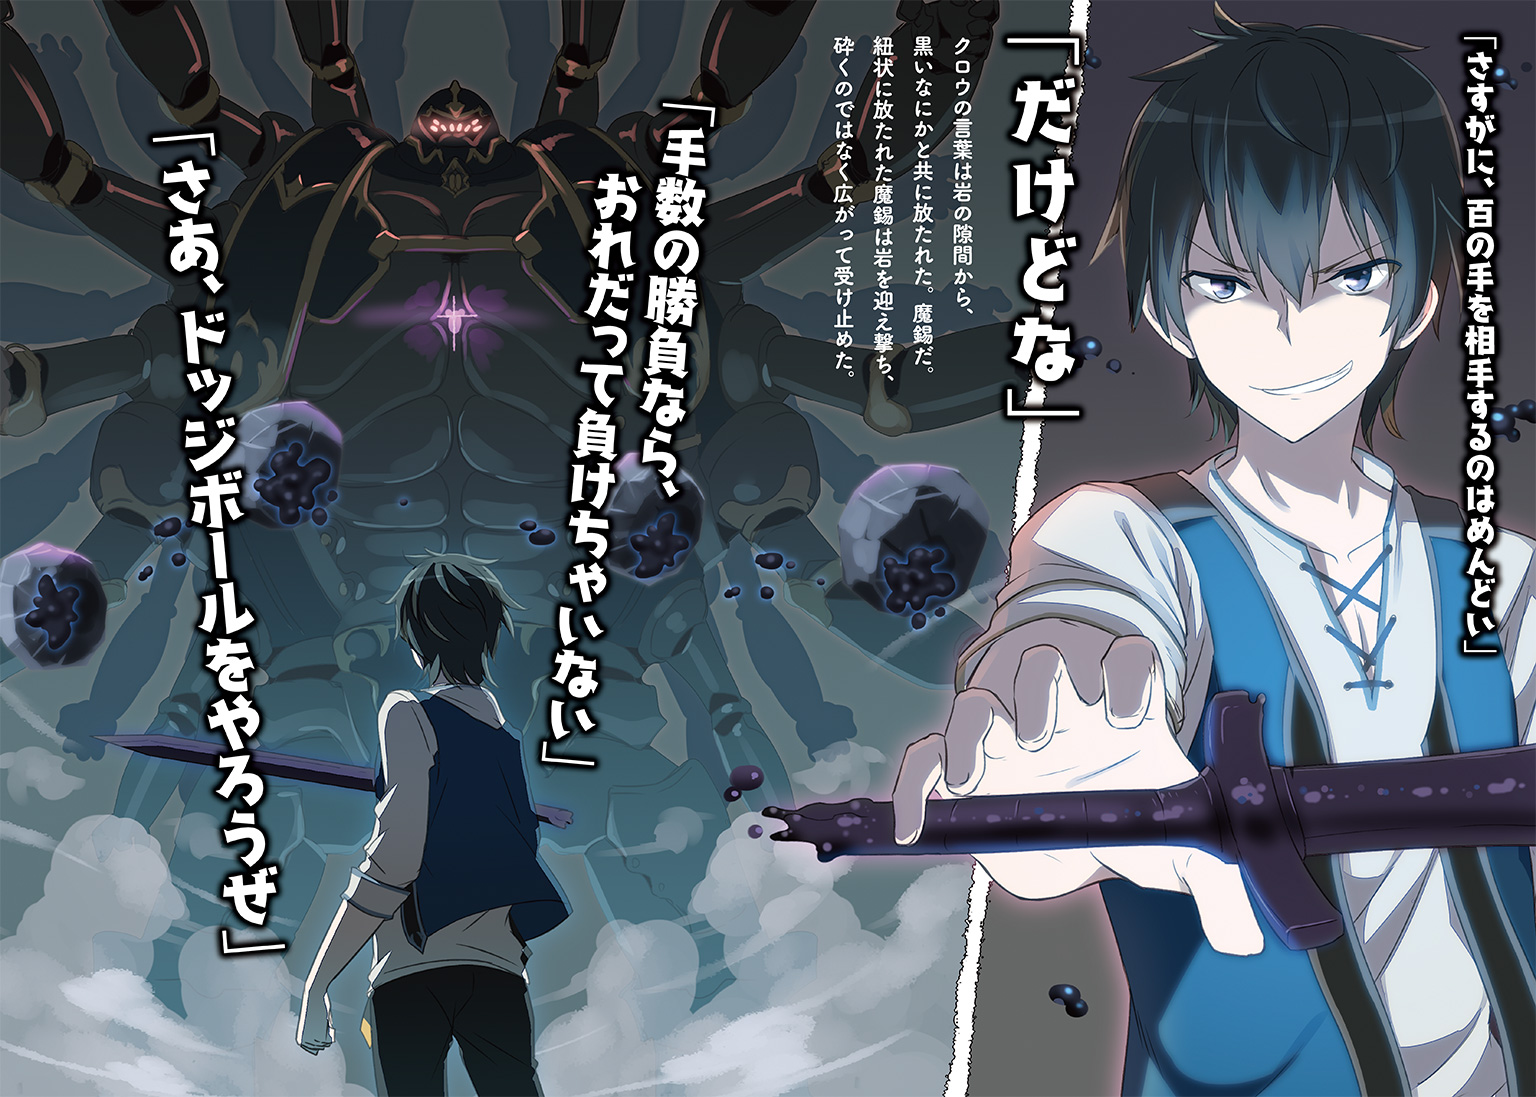 「さすがに、百の手を相手するのはめんどい」
「だけどな」
クロウの言葉は岩の隙間から、
黒いなにかと共に放たれた。魔錫だ。
紐状に放たれた魔錫は岩を迎え撃ち、
砕くのではなく広がって受け止めた。
「手数の勝負なら、
おれだって負けちゃいない」
「さあ、ドッジボールをやろうぜ」